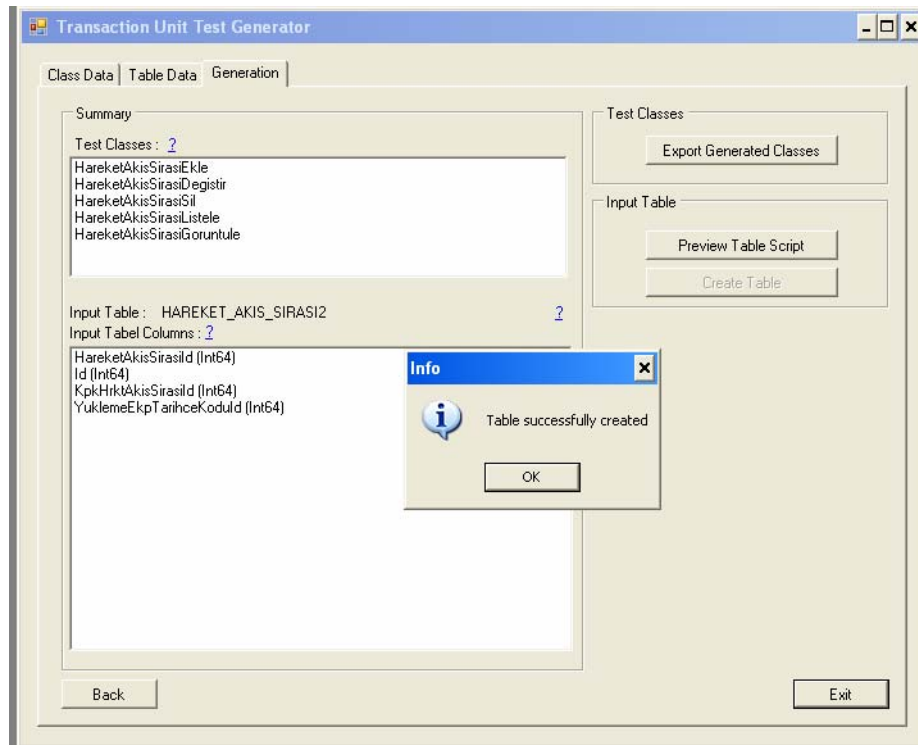 Transaction Unit Test Generator
Class Data Table Data Generation
Summary
Test Classes : ?
HareketAkisSirasiEkle
HareketAkisSirasiDegistir
HareketAkisSirasiSil
HareketAkisSirasiListele
HareketAkisSirasiGoruntule
Input Table : HAREKET_AKIS_SIRASI2 ?
Input Tabel Columns : ?
HareketAkisSirasiId (Int64)
Id (Int64)
KpkHrktAkisSirasiId (Int64)
YuklemeEkpTarihceKoduId (Int64)
Test Classes
Export Generated Classes
Input Table
Preview Table Script
Create Table
Info
Table successfully created
OK
Back
Exit